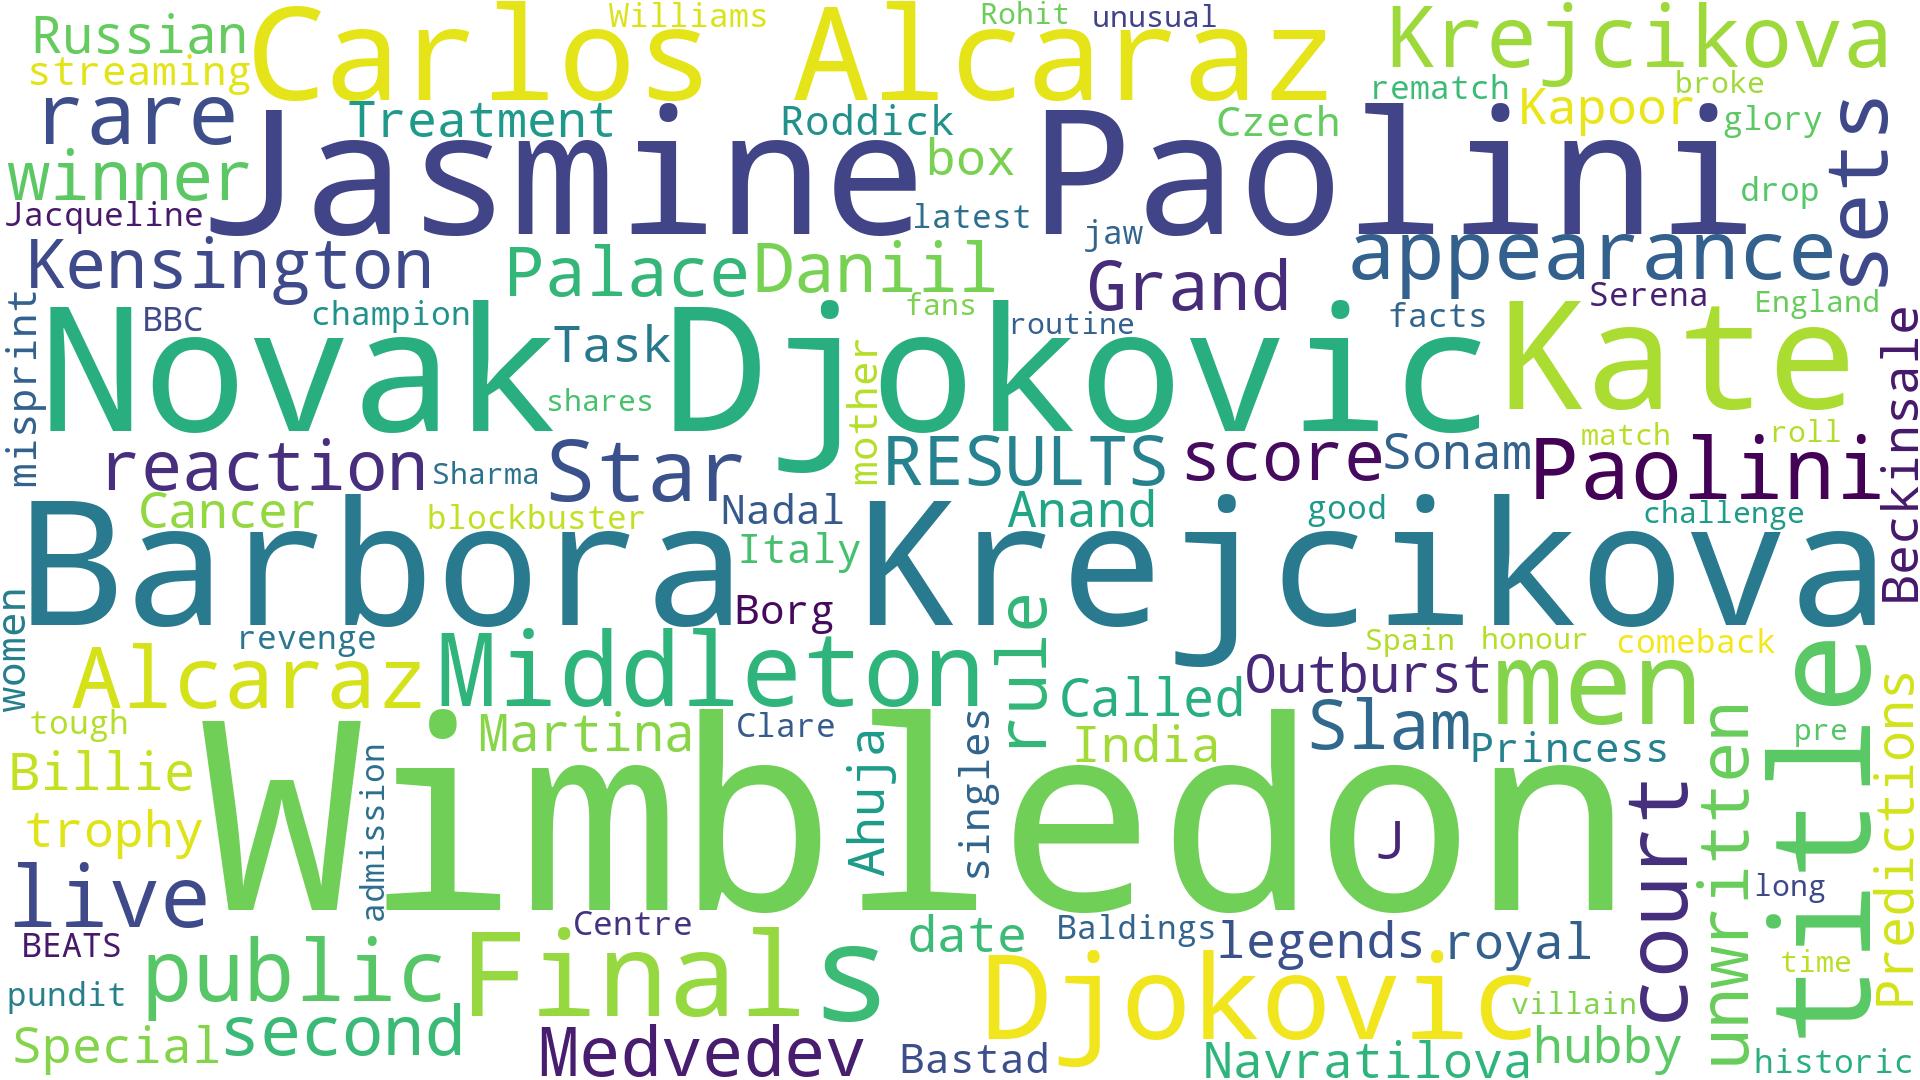 Williams
Rohit
unusual
Russian
Carlos Alcaraz
Krejcikova
streaming
rematch
broke
rare
Treatment
Roddick
Czech
Kapoor
glory
Jasmine Paolini
sets
winner
box
drop
Jacqueline
latest
jaw
appearance
Kensington
Palace
Daniil
Grand
Serena
England
misprint
BBC
champion
fans
routine
facts
Novak Djokovic
Kate
Task
mother
shares
Beckinsale
reaction
Sharma
Star
RESULTS
score
Sonam
match
roll
Paolini
Cancer
blockbuster
Nadal
Anand
good
challenge
Barbora Krejcikova
Italy
women
Borg
rule
revenge
Spain
honour
comeback
Alcaraz
Middleton
Called
Outburst
men
title
tough
Martina
Clare
singles
Slam
India
Princess
unwritten
pre
Predictions
Billie
admission
Ahuja
Wimbledon
trophy
J
court
live
long
BEATS
Centre
date
Baldings
legends
royal
public
Finals
Djokovic
time
pundit
villain
Special
second
Medvedev
Bastad
Navratilova
hubby
historic